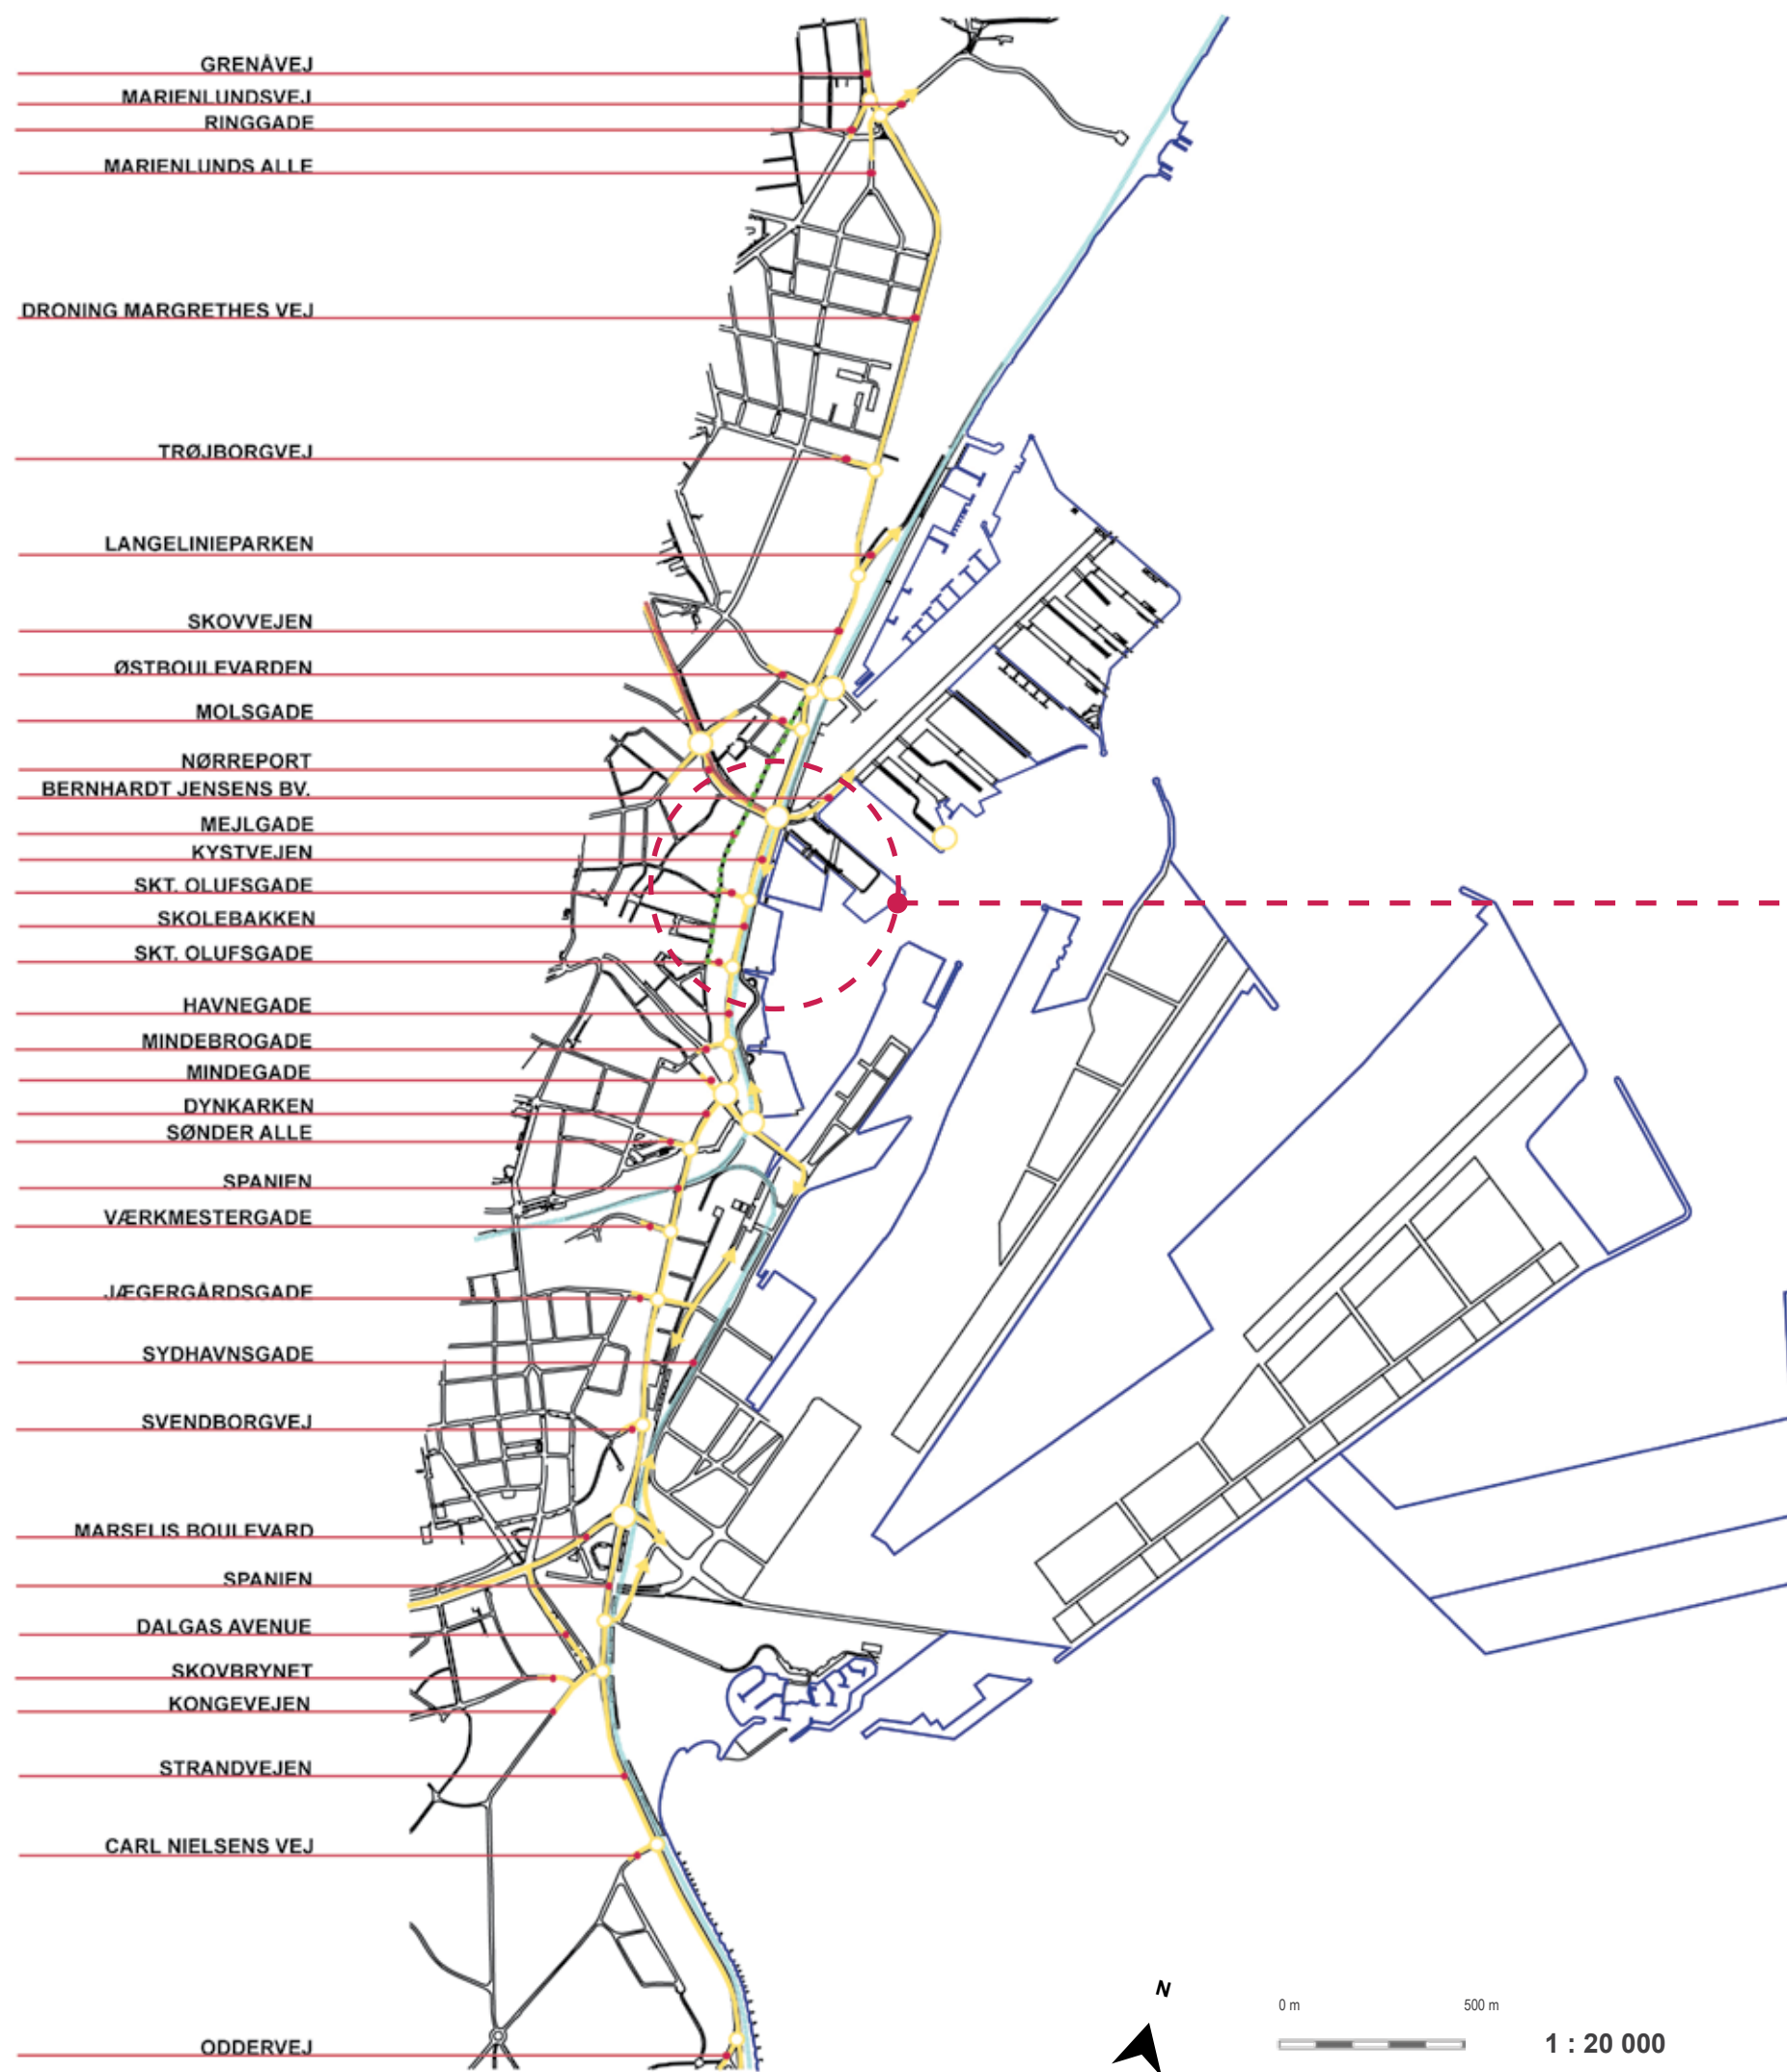 GRENÅVEJ
MARIENLUNDSVEJ
RINGGADE
MARIENLUNDS ALLE
DRONING MARGRETHES VEJ
TRØJBORGVEJ
LANGELINIEPARKEN
SKOVVEJEN
ØSTBOULEVARDEN
MOLSGADE
NØRREPORT
BERNHARDT JENSENS BV.
MEJLGADE
KYSTVEJEN
SKT. OLUFSGADE
SKOLEBAKKEN
SKT. OLUFSGADE
HAVNEGADE
MINDEBROGADE
MINDEGADE
DYNKARKEN
SØNDER ALLE
SPANIEN
VÆRKMESTERGADE
JÆGERGÅRDSGADE
SYDHAVNSGADE
SVENDBORGVEJ
MARSELIS BOULEVARD
SPANIEN
DALGAS AVENUE
SKOVBRYNET
KONGEVEJEN
STRANDVEJEN
CARL NIELSENS VEJ
ODDERVEJ
N
0 m 500 m
1 : 20 000